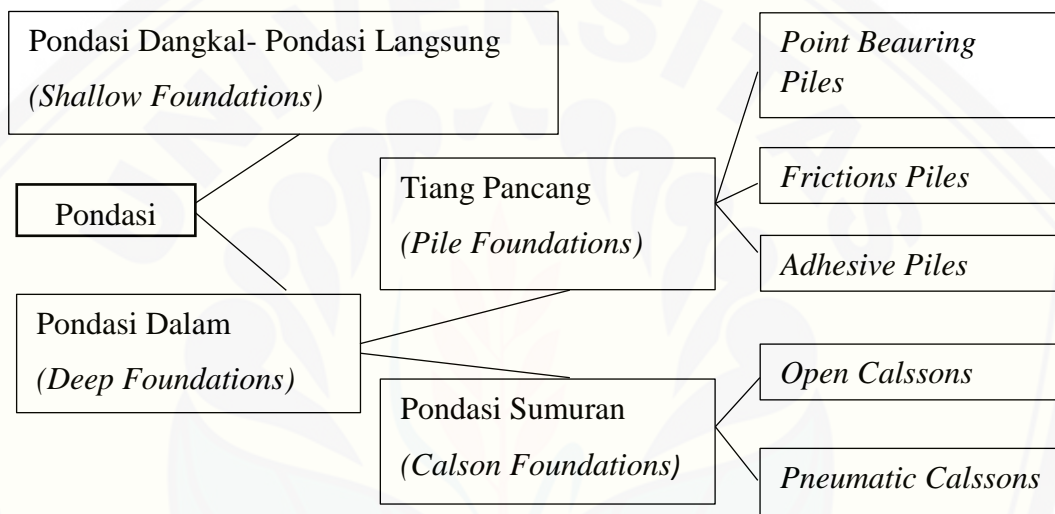 Pondasi Dangkal- Pondasi Langsung
(Shallow Foundations)
Pondasi
Pondasi Dalam
(Deep Foundations)
Tiang Pancang
(Pile Foundations)
Pondasi Sumuran
(Calson Foundations)
Point Beauring
Piles
Frictions Piles
Adhesive Piles
Open Calssons
Pneumatic Calssons
UNIVERSITAS